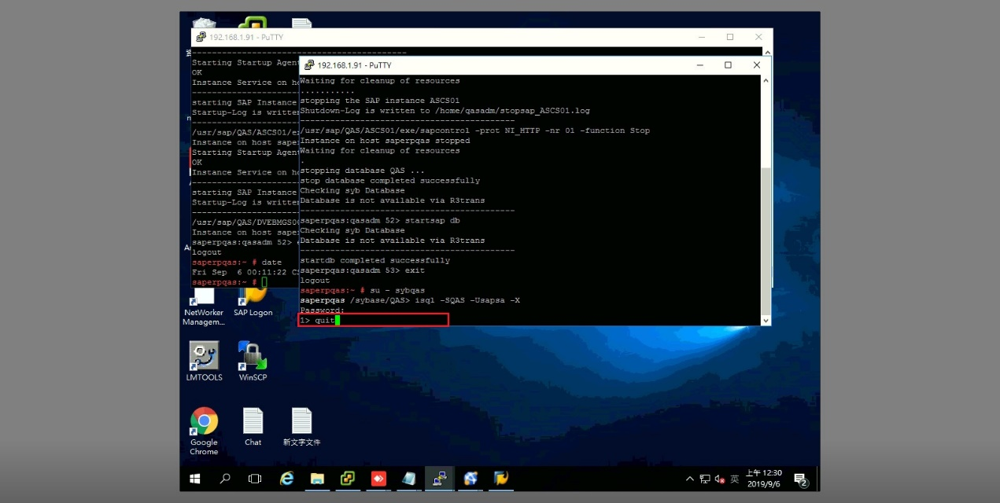 192.168.1.91 - PuTTY
Starting Startup Agent
OK
Instance Service on ho
starting SAP Instance
Startup-Log is written
/usr/sap/QAS/ASCS01/ex
Instance on host saper
Starting Startup Agent
OK
Instance Service on ho
starting SAP Instance
Startup-Log is written
/usr/sap/QAS/DVEBMGS0
Instance on host saper
saperpqas:qasadm 52> e
logout
saperpqas:~ # date
Fri Sep  6 00:11:22 CS
saperpqas:~ #
192.168.1.91 - PuTTY
Waiting for cleanup of resources
...........
stopping the SAP instance ASCS01
Shutdown-Log is written to /home/qasadm/stopsap_ASCS01.log
-------------------------------------------
/usr/sap/QAS/ASCS01/exe/sapcontrol -prot NI_HTTP -nr 01 -function Stop
Instance on host saperpqas stopped
Waiting for cleanup of resources
.
stopping database QAS ...
stop database completed successfully
Checking syb Database
Database is not available via R3trans
-------------------------------------------
saperpqas:qasadm 52> startsap db
Checking syb Database
Database is not available via R3trans
-------------------------------------------
startdb completed successfully
saperpqas:qasadm 53> exit
logout
saperpqas:~ # su - sybqas
saperpqas /sybase/QAS> isql -SQAS -Usapsa -X
Password:
1> quit
NetWorker
Managem...
SAP Logon
LMTOOLS
WinSCP
Google
Chrome
Chat
新文字文件
英
上午 12:30
2019/9/6
2